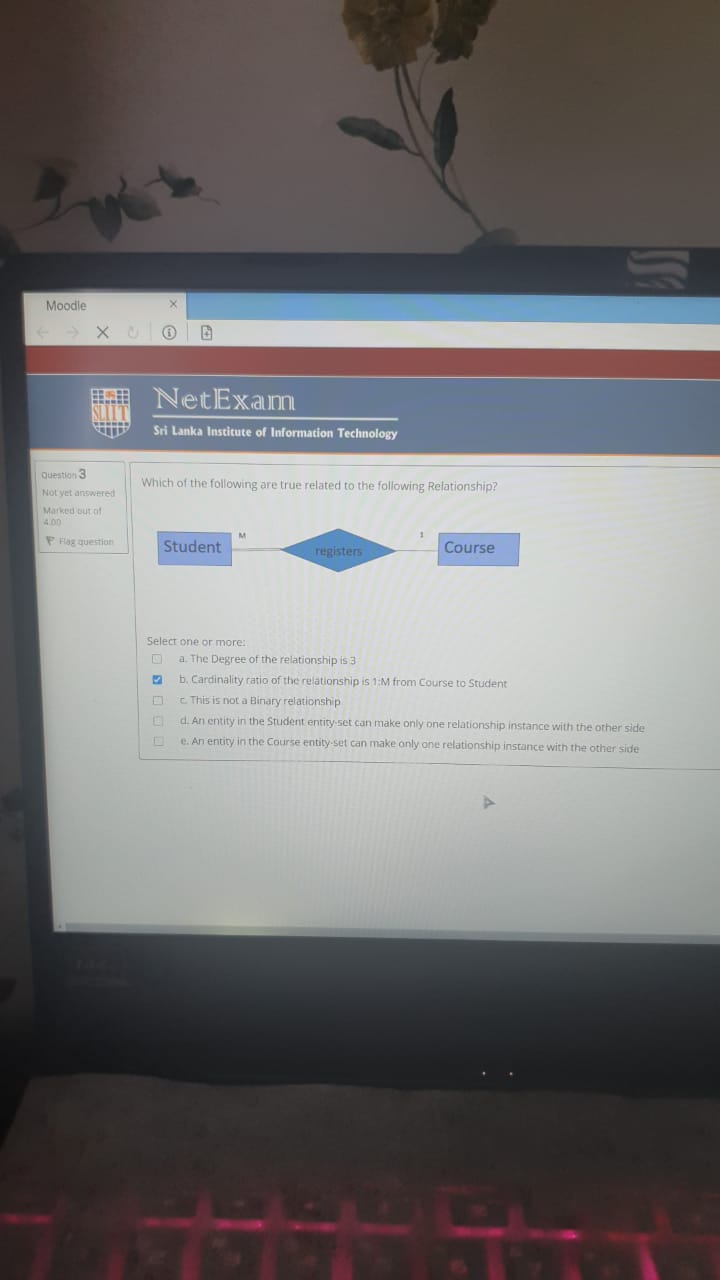 Moodle
SLIIT
NetExam
Sri Lanka Institute of Information Technology
Question 3
Not yet answered
Marked out of
4.00
Flag question
Which of the following are true related to the following Relationship?
Student
M
registers
1
Course
Select one or more:
a. The Degree of the relationship is 3
b. Cardinality ratio of the relationship is 1:M from Course to Student
c. This is not a Binary relationship
d. An entity in the Student entity-set can make only one relationship instance with the other side
e. An entity in the Course entity-set can make only one relationship instance with the other side